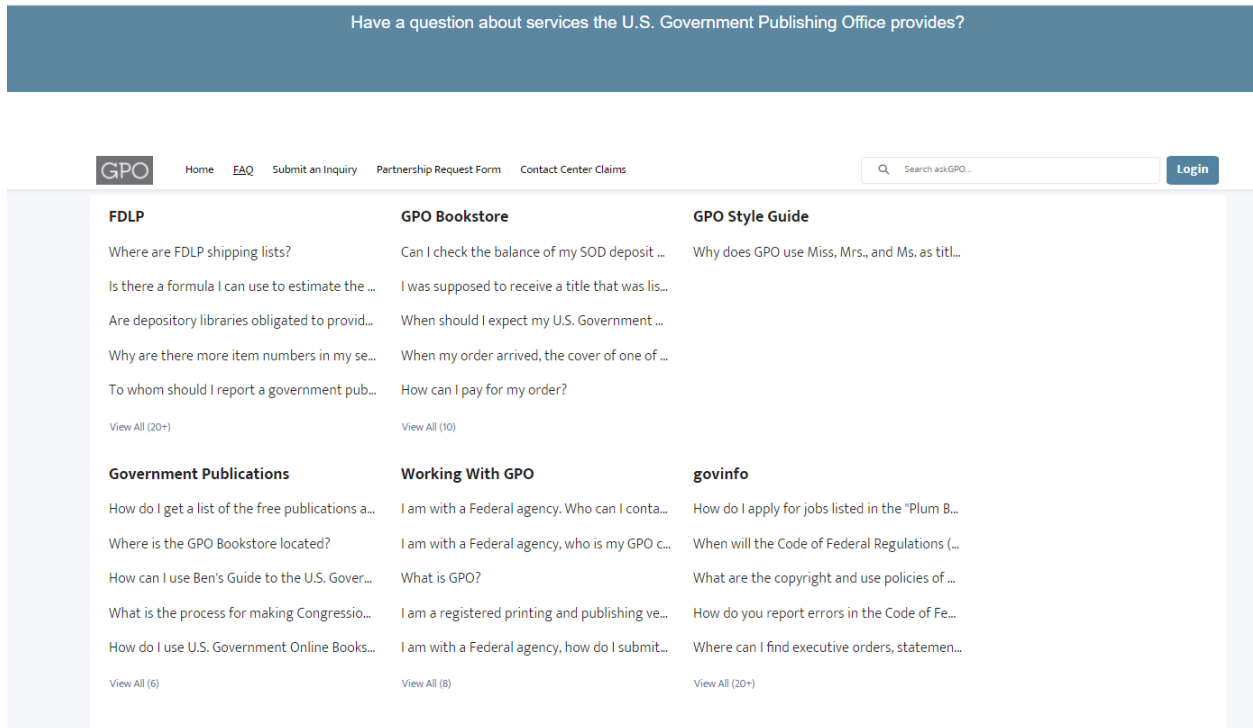 Have a question about services the U.S. Government Publishing Office provides?
GPO
Home FAQ Submit an Inquiry Partnership Request Form Contact Center Claims
Search askGPO...
Login
FDLP
Where are FDLP shipping lists?
Is there a formula I can use to estimate the ...
Are depository libraries obligated to provid...
Why are there more item numbers in my se...
To whom should I report a government pub...
View All (20+)
GPO Bookstore
Can I check the balance of my SOD deposit ...
I was supposed to receive a title that was lis...
When should I expect my U.S. Government ...
When my order arrived, the cover of one of ...
How can I pay for my order?
View All (10)
GPO Style Guide
Why does GPO use Miss, Mrs., and Ms. as titl...
Government Publications
How do I get a list of the free publications a...
Where is the GPO Bookstore located?
How can I use Ben's Guide to the U.S. Gover...
What is the process for making Congressio...
How do I use U.S. Government Online Books...
View All (6)
Working With GPO
I am with a Federal agency. Who can I conta...
I am with a Federal agency, who is my GPO c...
What is GPO?
I am a registered printing and publishing ve...
I am with a Federal agency, how do I submit...
View All (8)
govinfo
How do I apply for jobs listed in the "Plum B...
When will the Code of Federal Regulations (...
What are the copyright and use policies of ...
How do you report errors in the Code of Fe...
Where can I find executive orders, statemen...
View All (20+)